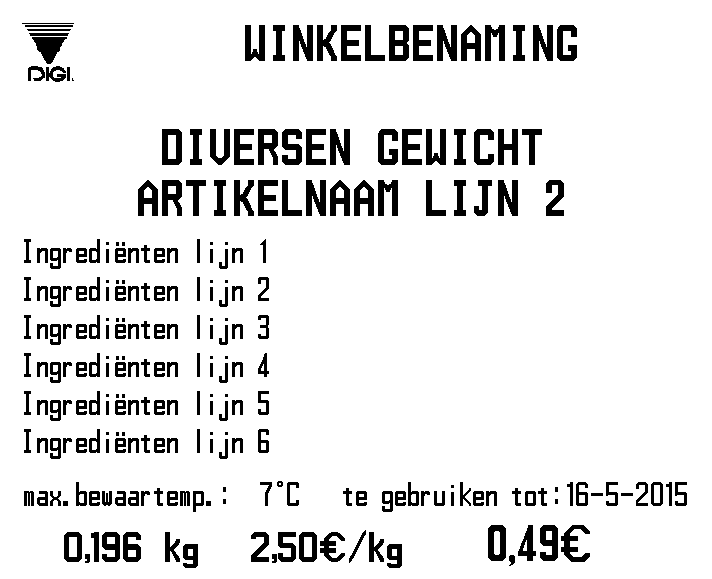 DIGI.
WINKELBENAMING
DIVERSEN GEWICHT
ARTIKELNAAM LIJN 2
Ingrediënten lijn 1
Ingrediënten lijn 2
Ingrediënten lijn 3
Ingrediënten lijn 4
Ingrediënten lijn 5
Ingrediënten lijn 6
max.bewaartemp.: 7°C te gebruiken tot:16-5-2015
0,196 kg 2,50€/kg 0,49€